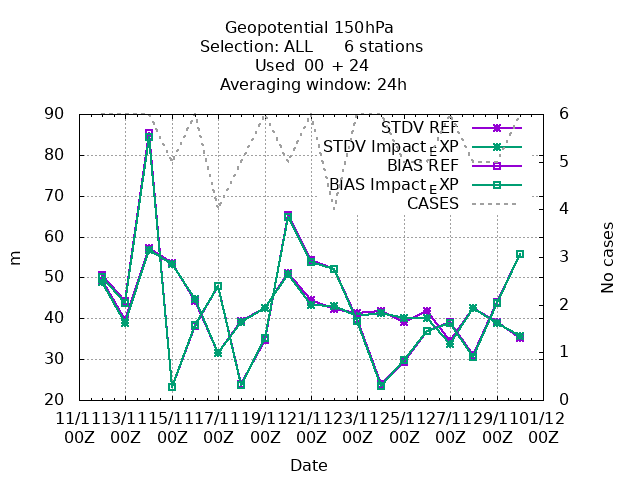 Geopotential 150hPa
Selection: ALL 6 stations
Used 00 + 24
Averaging window: 24h
90 6
STDV REF
STDV Impact_EXP
80 5
BIAS REF
BIAS Impact_EXP
70 4
CASES
60
3
m
No cases
50
2
40
1
30
20 0
11/11 13/11 15/11 17/11 19/11 21/11 23/11 25/11 27/11 29/11 01/12
00Z 00Z 00Z 00Z 00Z 00Z 00Z 00Z 00Z 00Z 00Z
Date